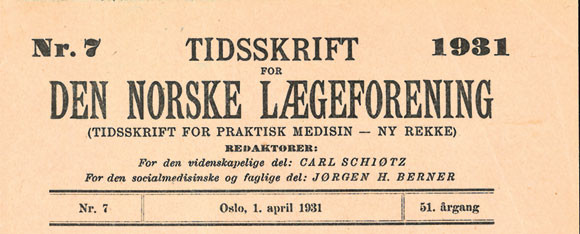 Nr. 7 TIDSSKRIFT 1931
FOR
DEN NORSKE LÆGEFORENING
(TIDSSKRIFT FOR PRAKTISK MEDISIN — NY REKKE)
REDAKTØRER:
For den videnskapelige del: CARL SCHIØTZ
For den socialmedisinske og faglige del: JØRGEN H. BERNER
Nr. 7 Oslo, 1. april 1931 51. årgang